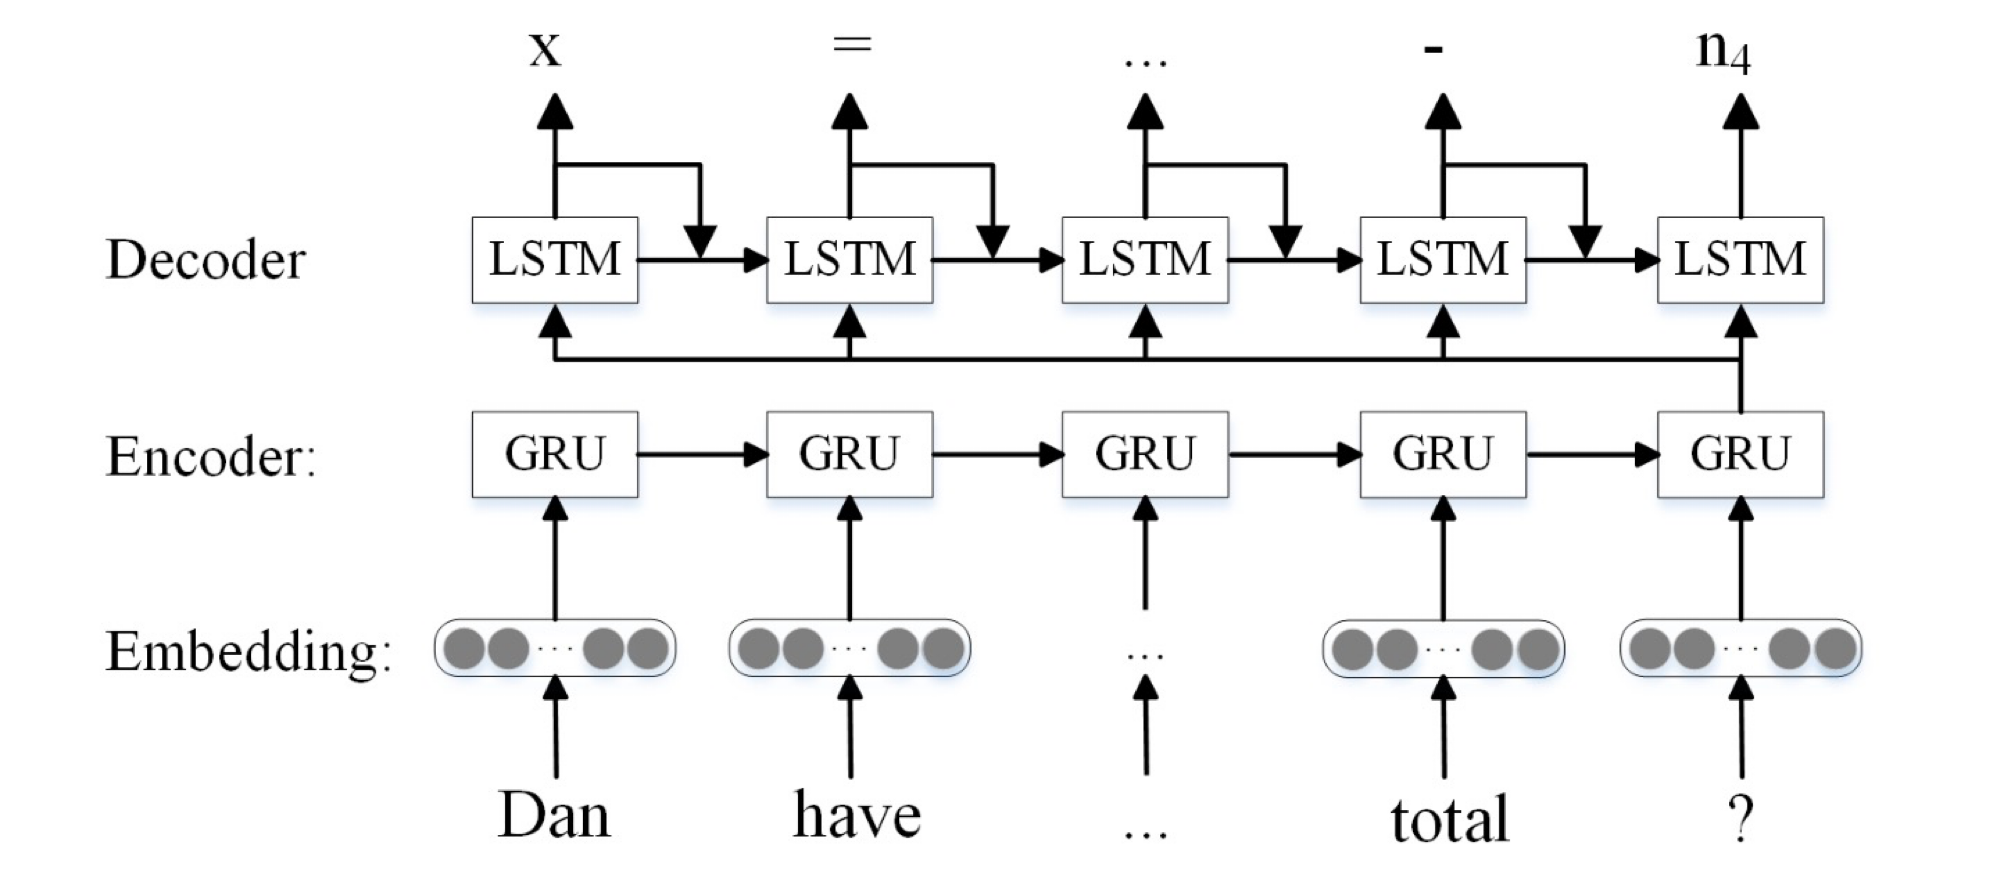 x = ... - n₄
Decoder LSTM LSTM LSTM LSTM LSTM
Encoder: GRU GRU GRU GRU GRU
Embedding: ... ... ... ... ...
Dan have ... total ?